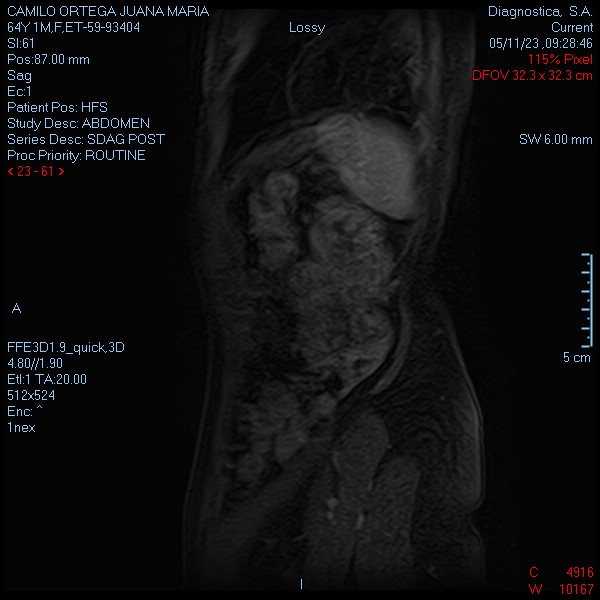 CAMILO ORTEGA JUANA MARIA
64Y 1M,F,ET-59-93404
Sl:61
Pos:87.00 mm
Sag
Ec:1
Patient Pos: HFS
Study Desc: ABDOMEN
Series Desc: SDAG POST
Proc Priority: ROUTINE
< 23 - 61 >
Lossy
Diagnostica, S.A.
Current
05/11/23 ,09:28:46
115% Pixel
DFOV 32.3 x 32.3 cm
SW 6.00 mm
A
5 cm
FFE3D1.9_quick,3D
4.80//1.90
Etl:1 TA:20.00
512x524
Enc: ^
1nex
I
C 4916
W 10167